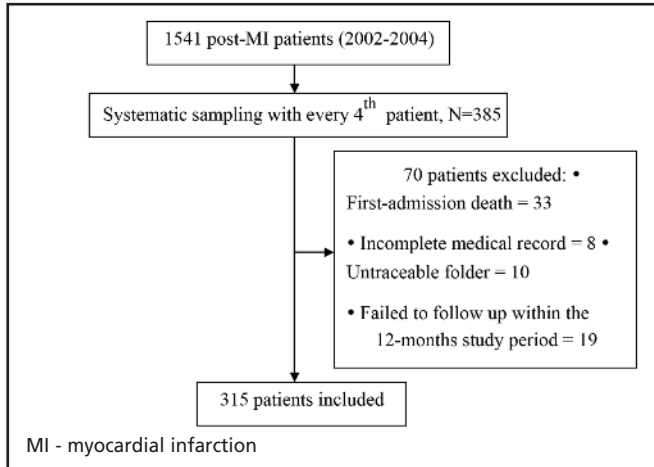 1541 post-MI patients (2002-2004)
Systematic sampling with every 4th patient, N=385
70 patients excluded: •
First-admission death = 33
• Incomplete medical record = 8 •
Untraceable folder = 10
• Failed to follow up within the
12-months study period = 19
315 patients included
MI - myocardial infarction